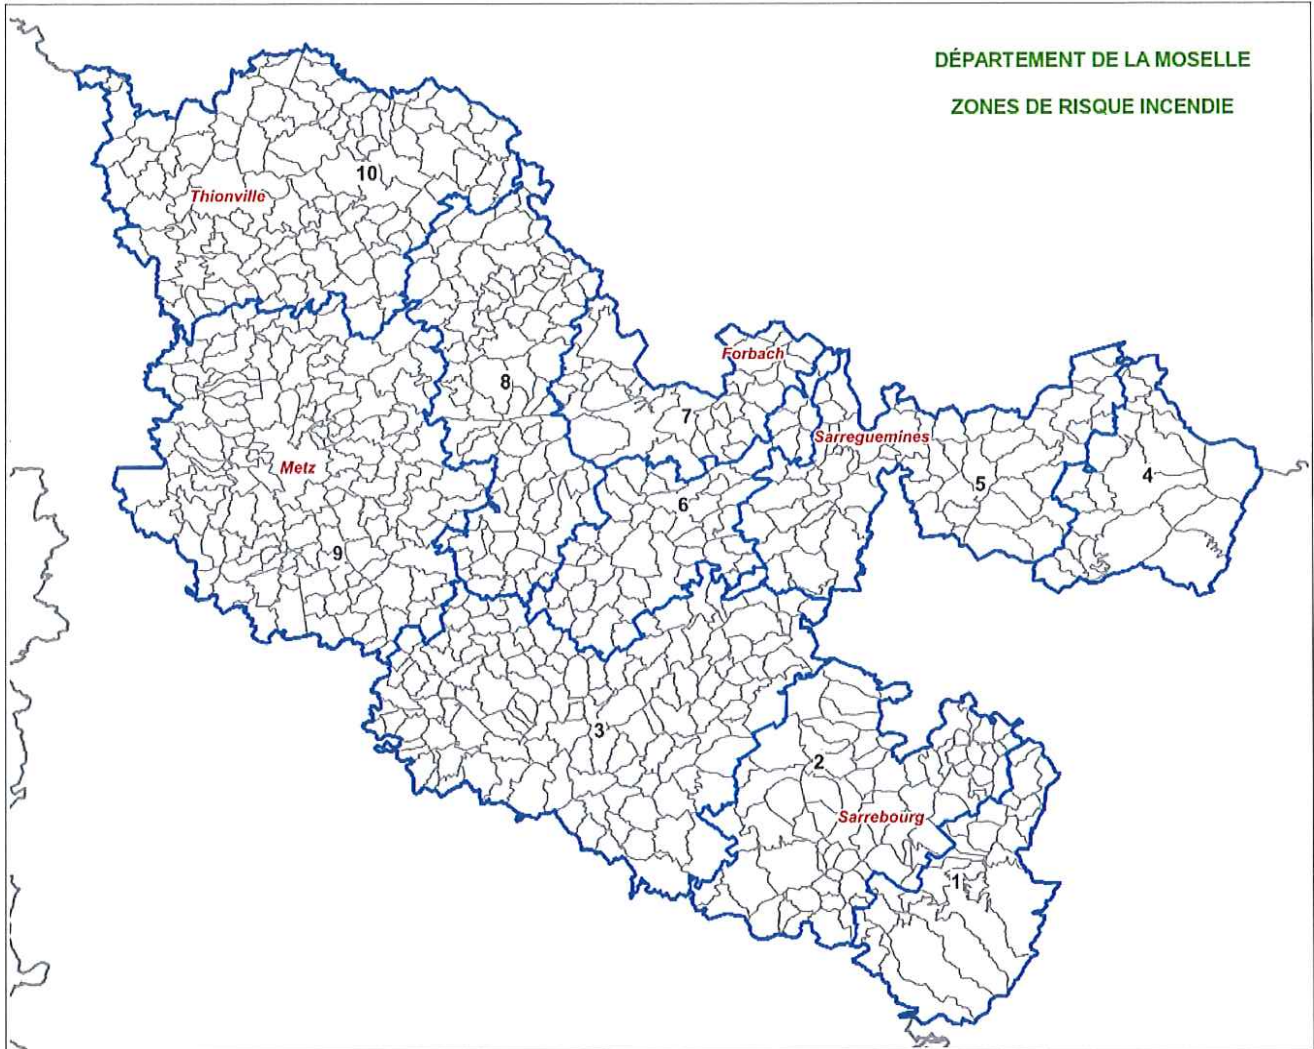 DÉPARTEMENT DE LA MOSELLE
ZONES DE RISQUE INCENDIE
10
Thionville
Forbach
8
7
Sarreguemines
Metz
4
5
6
9
3
2
Sarrebourg
1